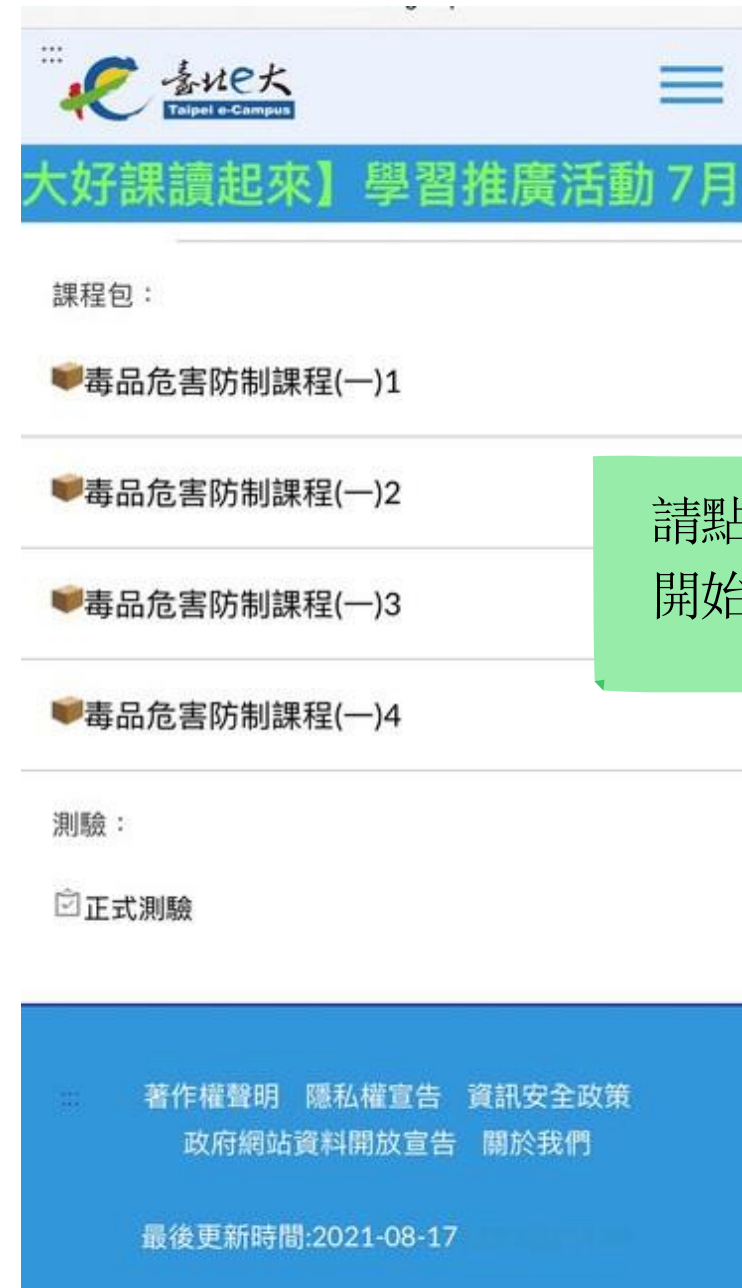 臺北e大
Taipei e-Campus
大好課讀起來】學習推廣活動 7月
課程包：
毒品危害防制課程(一)1
毒品危害防制課程(一)2
請點
開始
毒品危害防制課程(一)3
毒品危害防制課程(一)4
測驗：
正式測驗
著作權聲明 隱私權宣告 資訊安全政策
政府網站資料開放宣告 關於我們
最後更新時間:2021-08-17